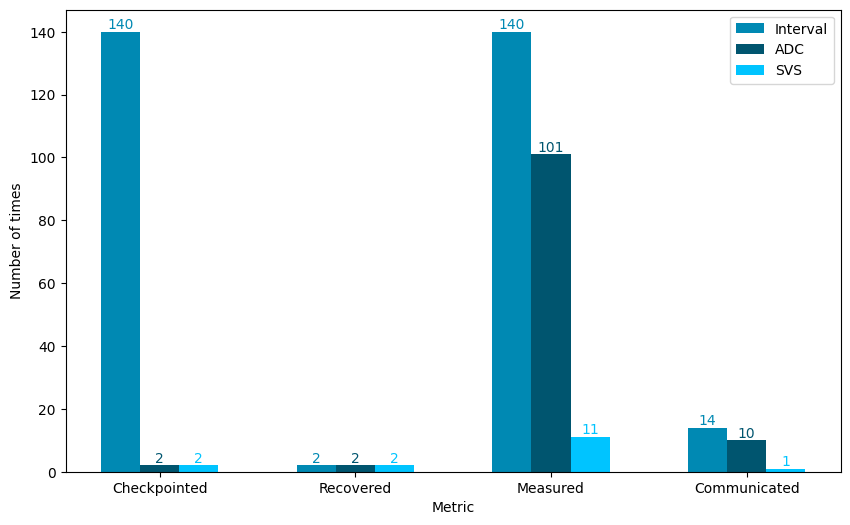 140
140
140
Interval
ADC
SVS
120
101
100
80
60
40
20
14
11
10
2
2
2
2
2
1
0
Number of times
Checkpointed
Recovered
Measured
Communicated
Metric